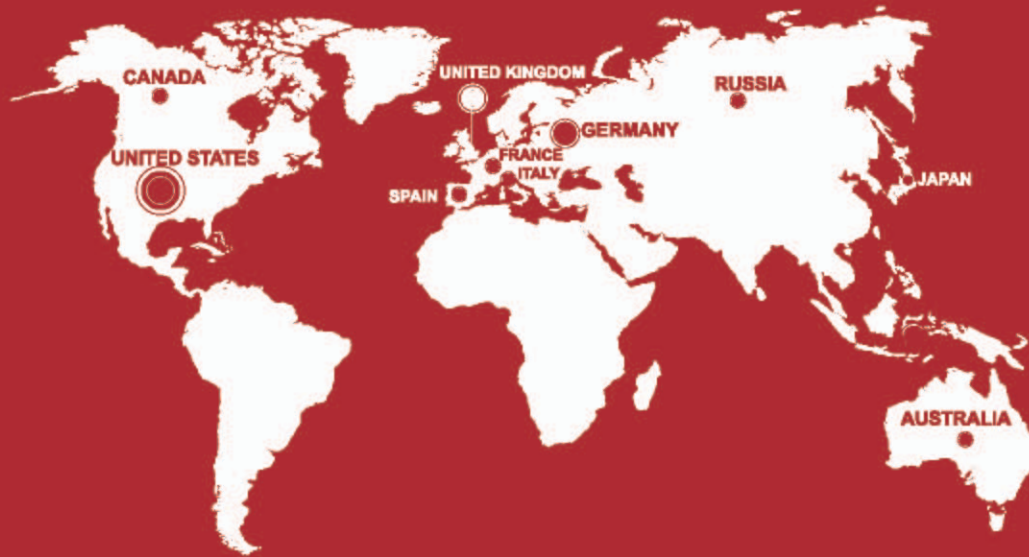 UNITED KINGDOM
CANADA
RUSSIA
GERMANY
UNITED STATES
FRANCE
ITALY
SPAIN
JAPAN
AUSTRALIA